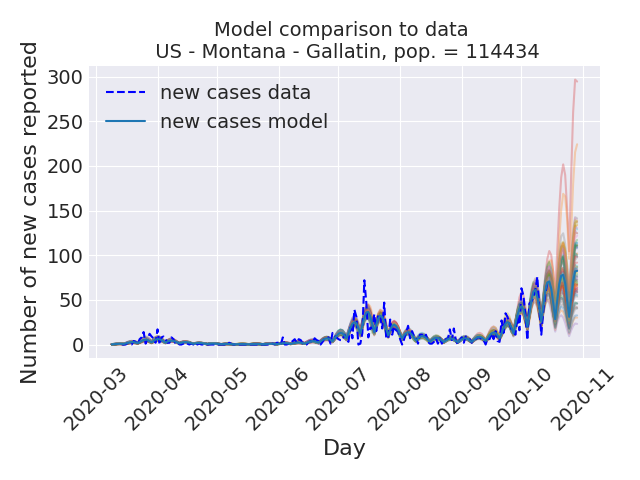 Model comparison to data
US - Montana - Gallatin, pop. = 114434
Number of new cases reported
300
250
200
150
100
50
0
new cases data
new cases model
2020-03
2020-04
2020-05
2020-06
2020-07
2020-08
2020-09
2020-10
2020-11
Day